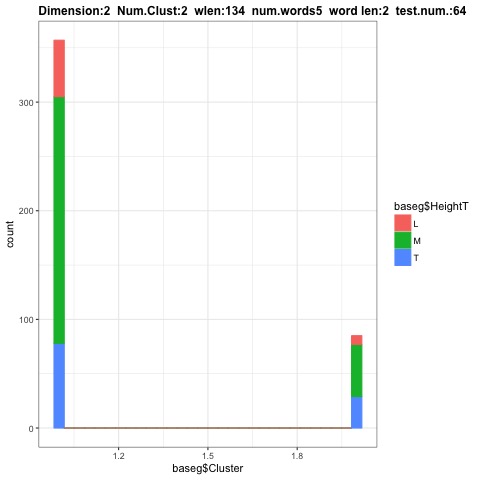 Dimension:2  Num.Clust:2  wlen:134  num.words5  word len:2  test.num.:64
300
200
100
0
count
1.2 1.5 1.8
baseg$Cluster
baseg$HeightT
L
M
T